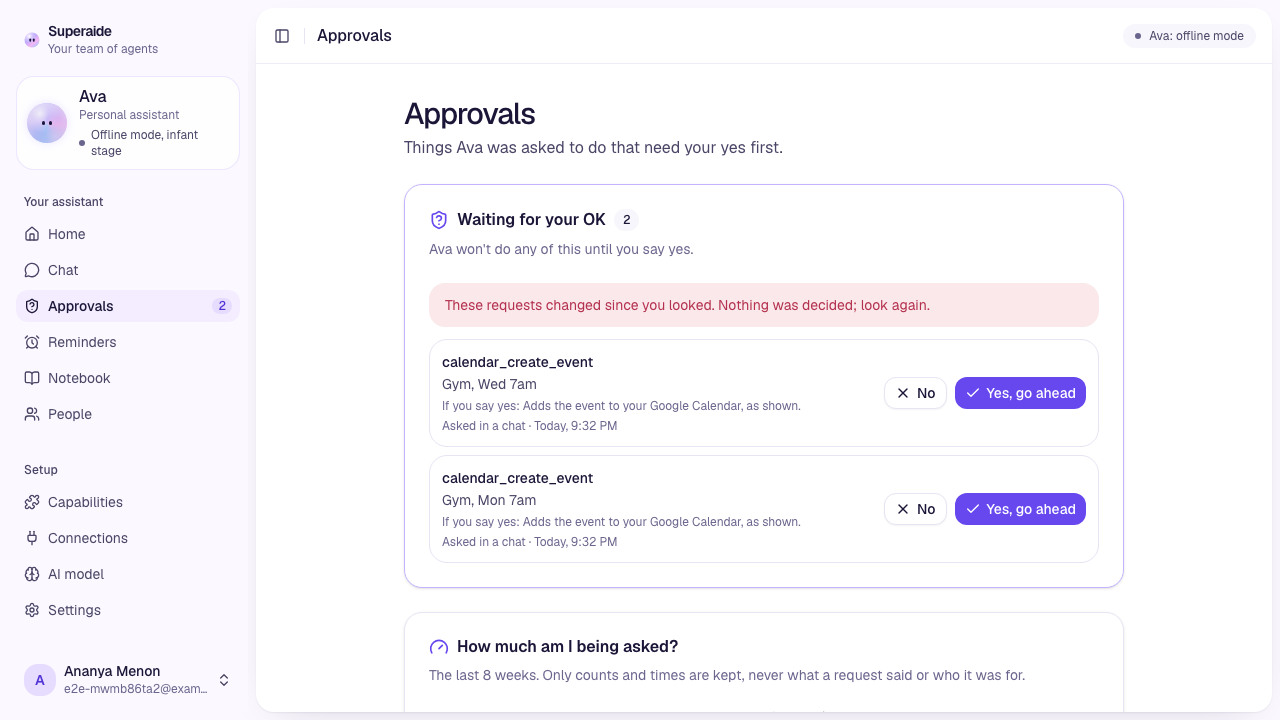 Superaide
Your team of agents
Ava
Personal assistant
Offline mode, infant
stage
Your assistant
Home
Chat
Approvals 2
Reminders
Notebook
People
Setup
Capabilities
Connections
AI model
Settings
A
Ananya Menon
e2e-mwmb86ta2@exam...
Approvals
Ava: offline mode
Approvals
Things Ava was asked to do that need your yes first.
Waiting for your OK 2
Ava won't do any of this until you say yes.
These requests changed since you looked. Nothing was decided; look again.
calendar_create_event
Gym, Wed 7am
If you say yes: Adds the event to your Google Calendar, as shown.
Asked in a chat · Today, 9:32 PM
No Yes, go ahead
calendar_create_event
Gym, Mon 7am
If you say yes: Adds the event to your Google Calendar, as shown.
Asked in a chat · Today, 9:32 PM
No Yes, go ahead
How much am I being asked?
The last 8 weeks. Only counts and times are kept, never what a request said or who it was for.